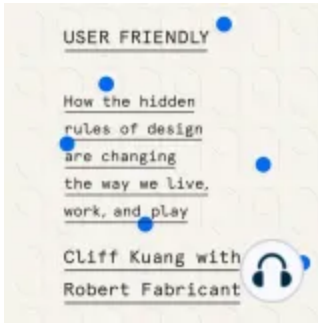 USER FRIENDLY
How the hidden
rules of design
are changing
the way we live,
work, and play
Cliff Kuang with
Robert Fabricant